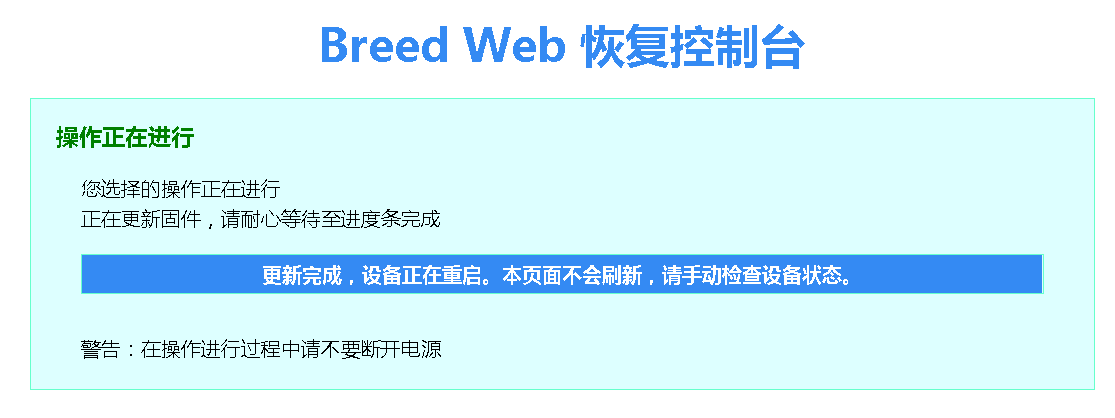 Breed Web 恢复控制台
操作正在进行
您选择的操作正在进行
正在更新固件，请耐心等待至进度条完成
更新完成，设备正在重启。本页面不会刷新，请手动检查设备状态。
警告：在操作进行过程中请不要断开电源